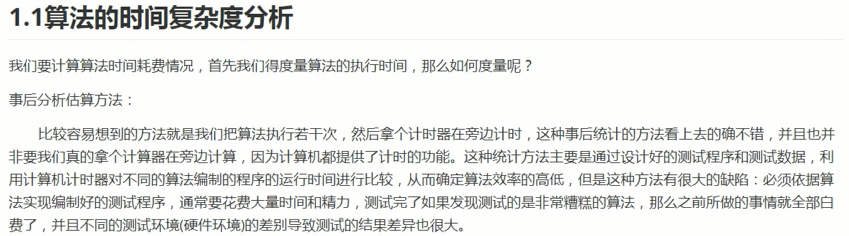 1.1算法的时间复杂度分析
我们要计算算法时间耗费情况，首先我们得度量算法的执行时间，那么如何度量呢？
事后分析估算方法：
比较容易想到的方法就是我们把算法执行若干次，然后拿个计时器在旁边计时，这种事后统计的方法看上去的确不错，并且也并
非要我们真的拿个计算器在旁边计算，因为计算机都提供了计时的功能。这种统计方法主要是通过设计好的测试程序和测试数据，利
用计算机计时器对不同的算法编制的程序的运行时间进行比较，从而确定算法效率的高低，但是这种方法有很大的缺陷：必须依据算
法实现编制好的测试程序，通常要花费大量时间和精力，测试完了如果发现测试的是非常糟糕的算法，那么之前所做的事情就全部白
费了，并且不同的测试环境(硬件环境)的差别导致测试的结果差异也很大。